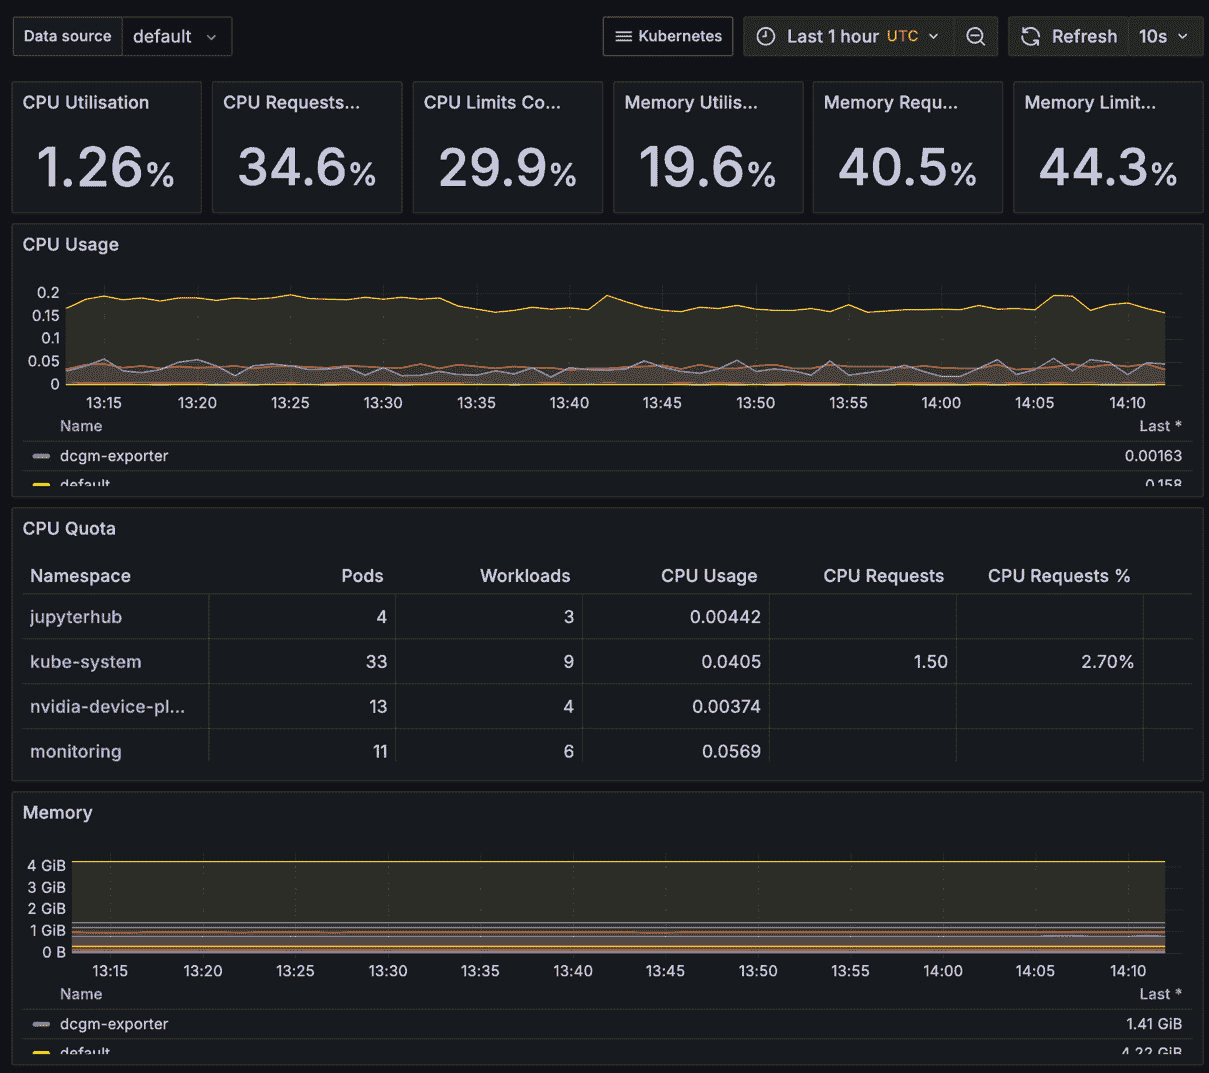 Data source default Kubernetes Last 1 hour UTC Refresh 10s
CPU Utilisation CPU Requests... CPU Limits Co... Memory Utilis... Memory Requ... Memory Limit...
1.26% 34.6% 29.9% 19.6% 40.5% 44.3%
CPU Usage
0.2
0.15
0.1
0.05
0
13:15 13:20 13:25 13:30 13:35 13:40 13:45 13:50 13:55 14:00 14:05 14:10
Name Last *
dcgm-exporter 0.00163
default 0.158
CPU Quota
Namespace Pods Workloads CPU Usage CPU Requests CPU Requests %
jupyterhub 4 3 0.00442
kube-system 33 9 0.0405 1.50 2.70%
nvidia-device-pl... 13 4 0.00374
monitoring 11 6 0.0569
Memory
4 GiB
3 GiB
2 GiB
1 GiB
0 B
13:15 13:20 13:25 13:30 13:35 13:40 13:45 13:50 13:55 14:00 14:05 14:10
Name Last *
dcgm-exporter 1.41 GiB
default 4.22 GiB